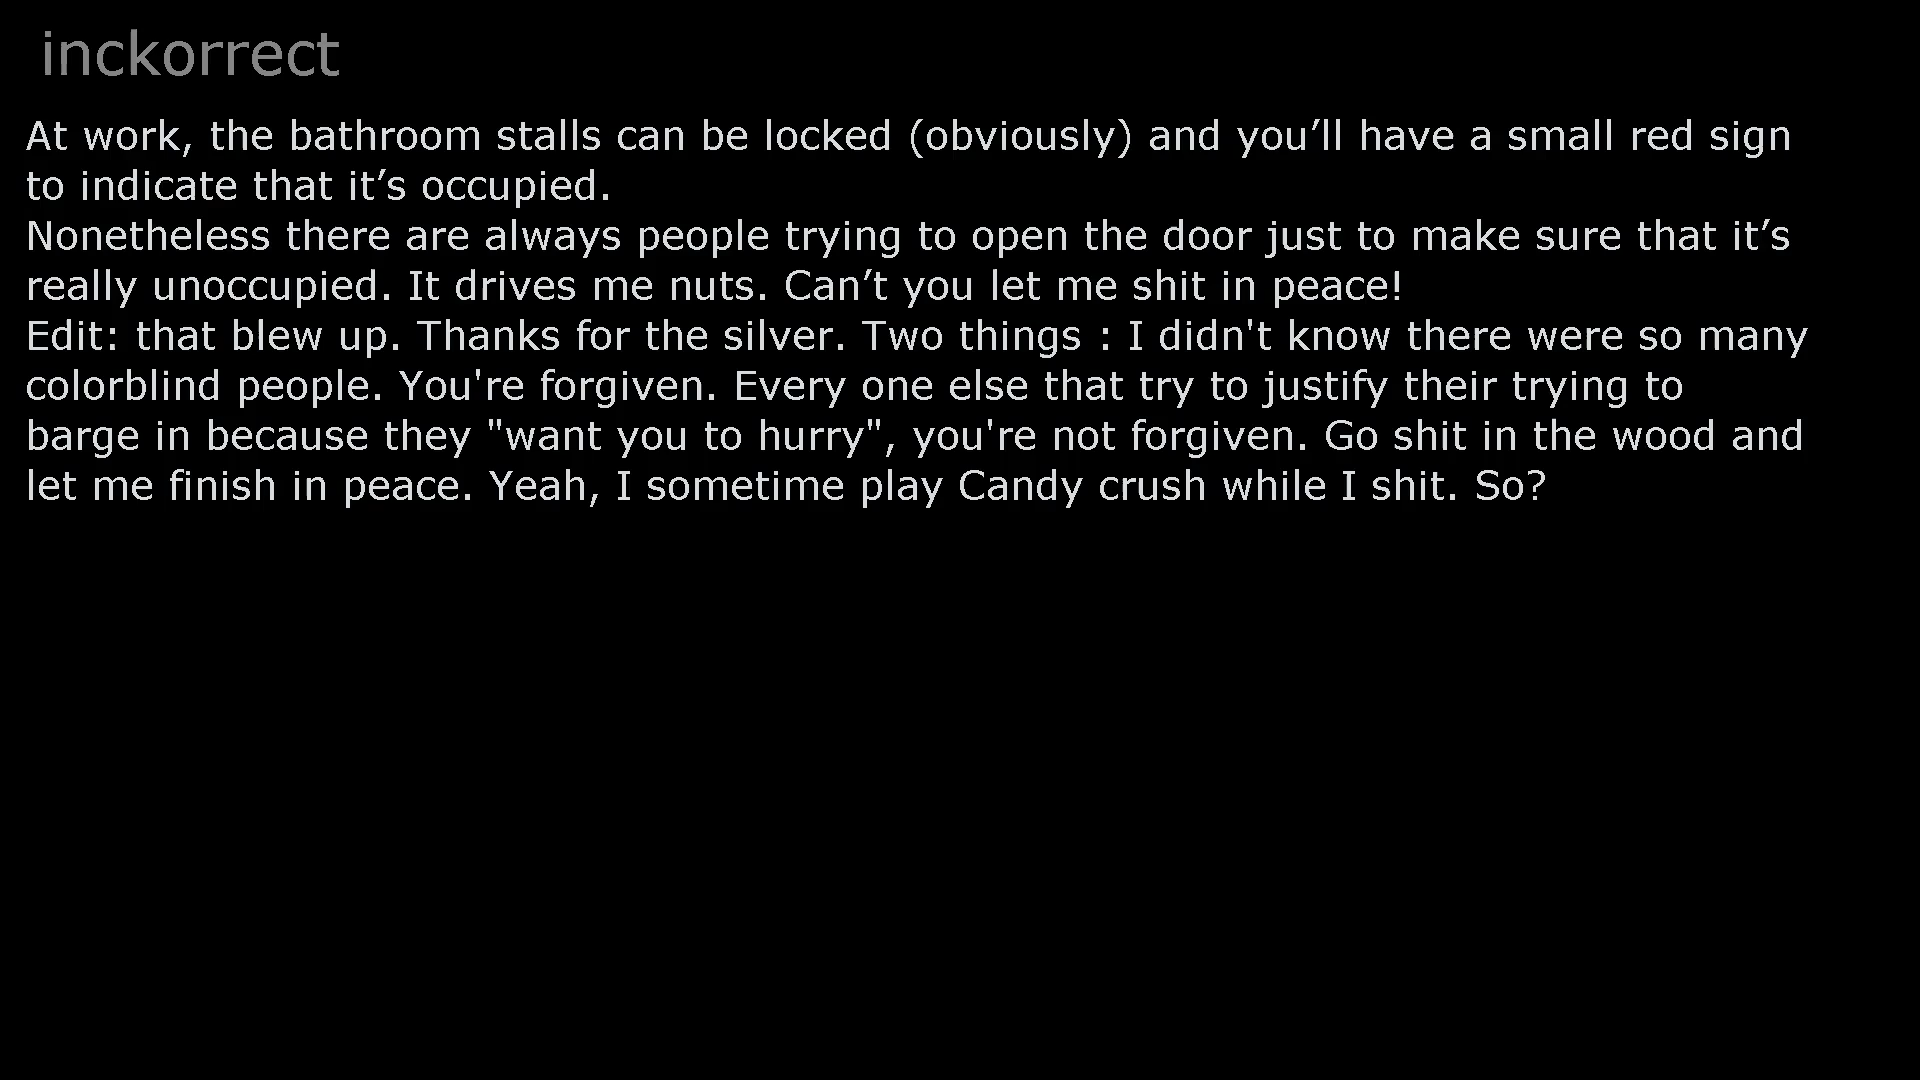 inckorrect
At work, the bathroom stalls can be locked (obviously) and you’ll have a small red sign
to indicate that it’s occupied.
Nonetheless there are always people trying to open the door just to make sure that it’s
really unoccupied. It drives me nuts. Can’t you let me shit in peace!
Edit: that blew up. Thanks for the silver. Two things : I didn't know there were so many
colorblind people. You're forgiven. Every one else that try to justify their trying to
barge in because they "want you to hurry", you're not forgiven. Go shit in the wood and
let me finish in peace. Yeah, I sometime play Candy crush while I shit. So?